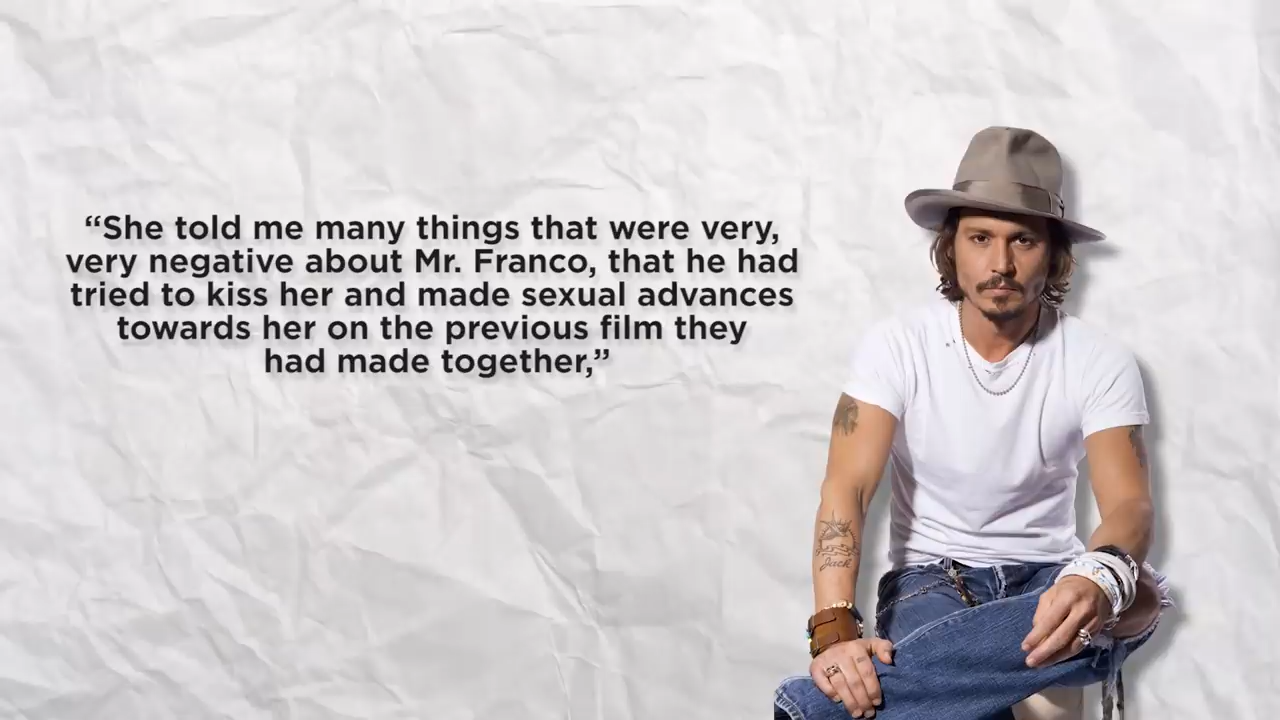 “She told me many things that were very,
very negative about Mr. Franco, that he had
tried to kiss her and made sexual advances
towards her on the previous film they
had made together,”
Jack